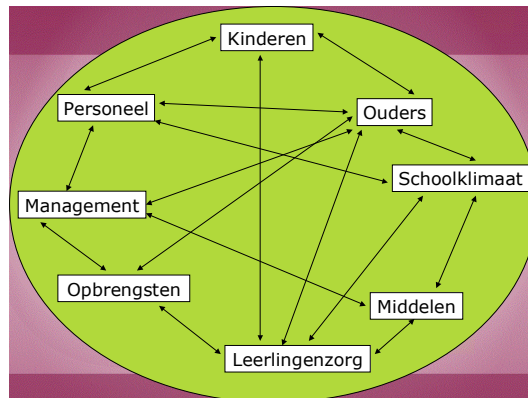 Kinderen
Personeel
Ouders
Schoolklimaat
Management
Opbrengsten
Middelen
Leerlingenzorg